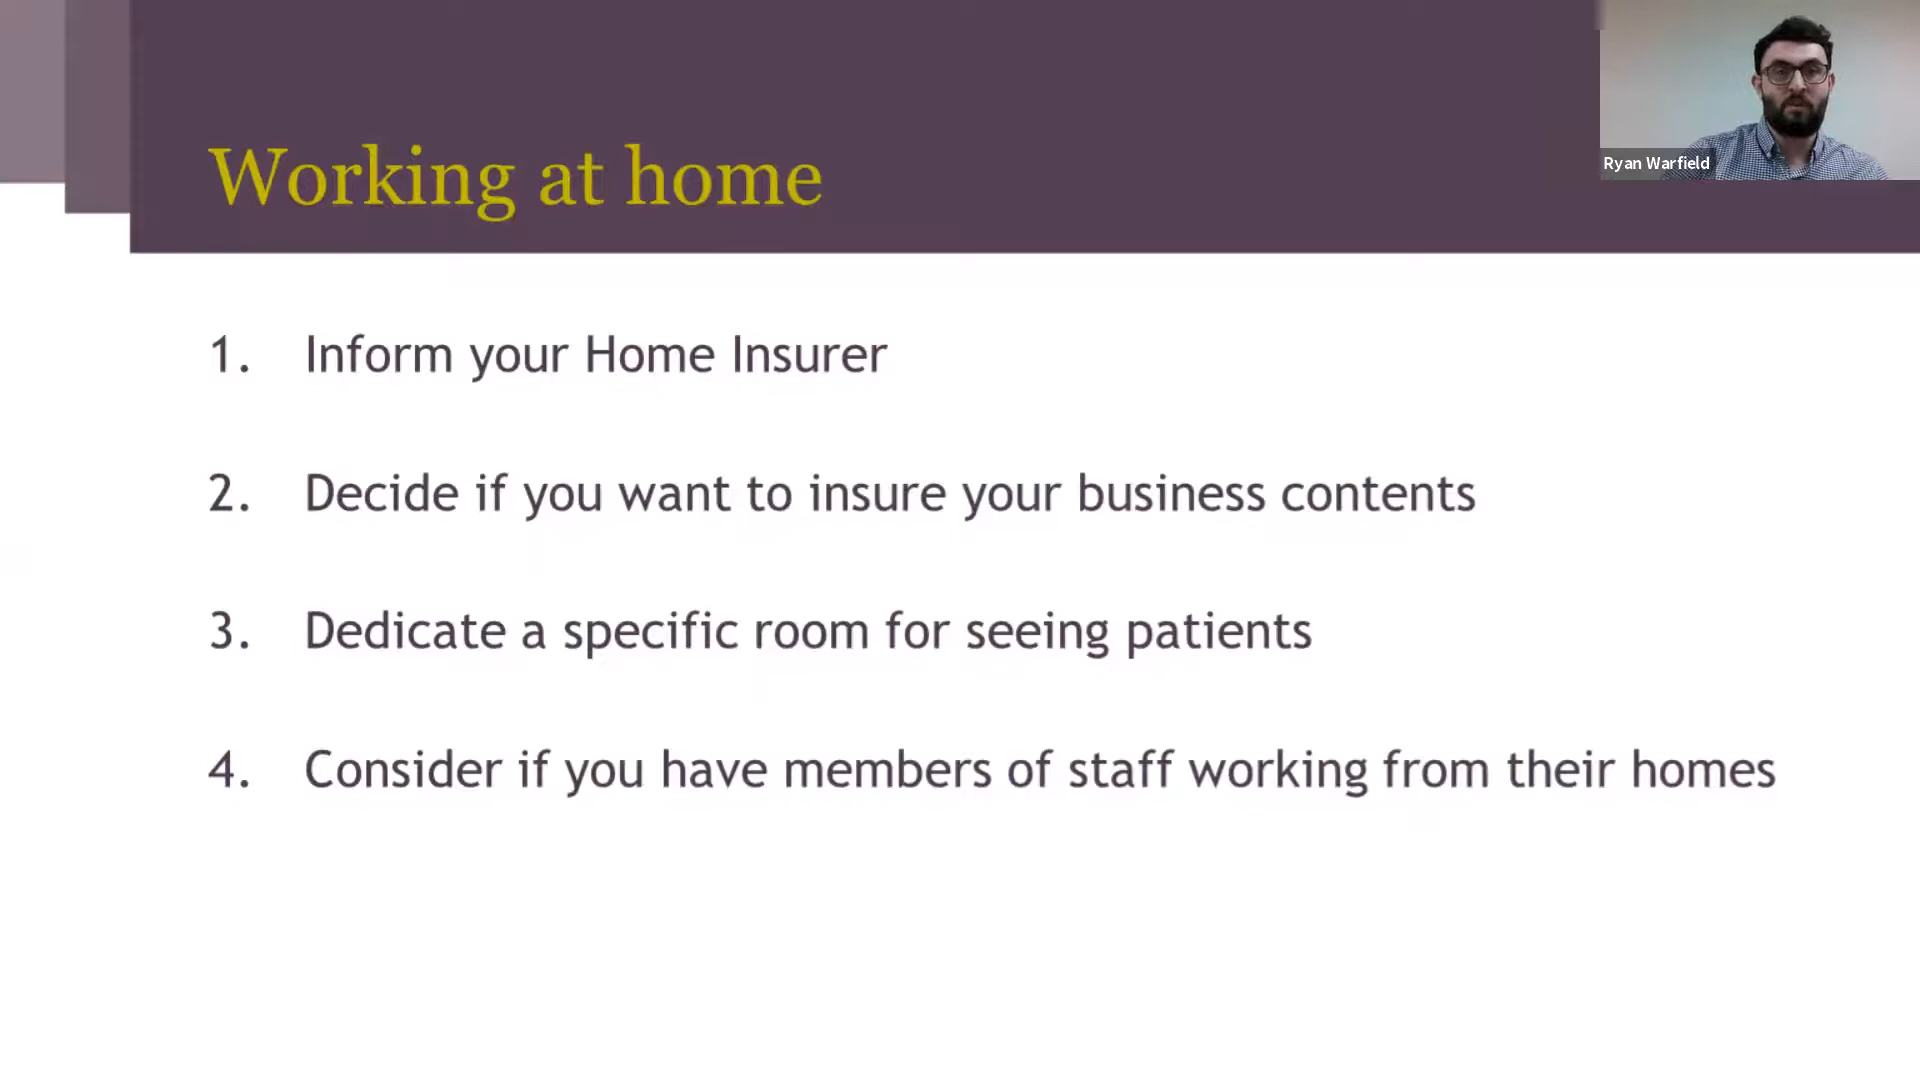 Working at home
Ryan Warfield
1. Inform your Home Insurer
2. Decide if you want to insure your business contents
3. Dedicate a specific room for seeing patients
4. Consider if you have members of staff working from their homes